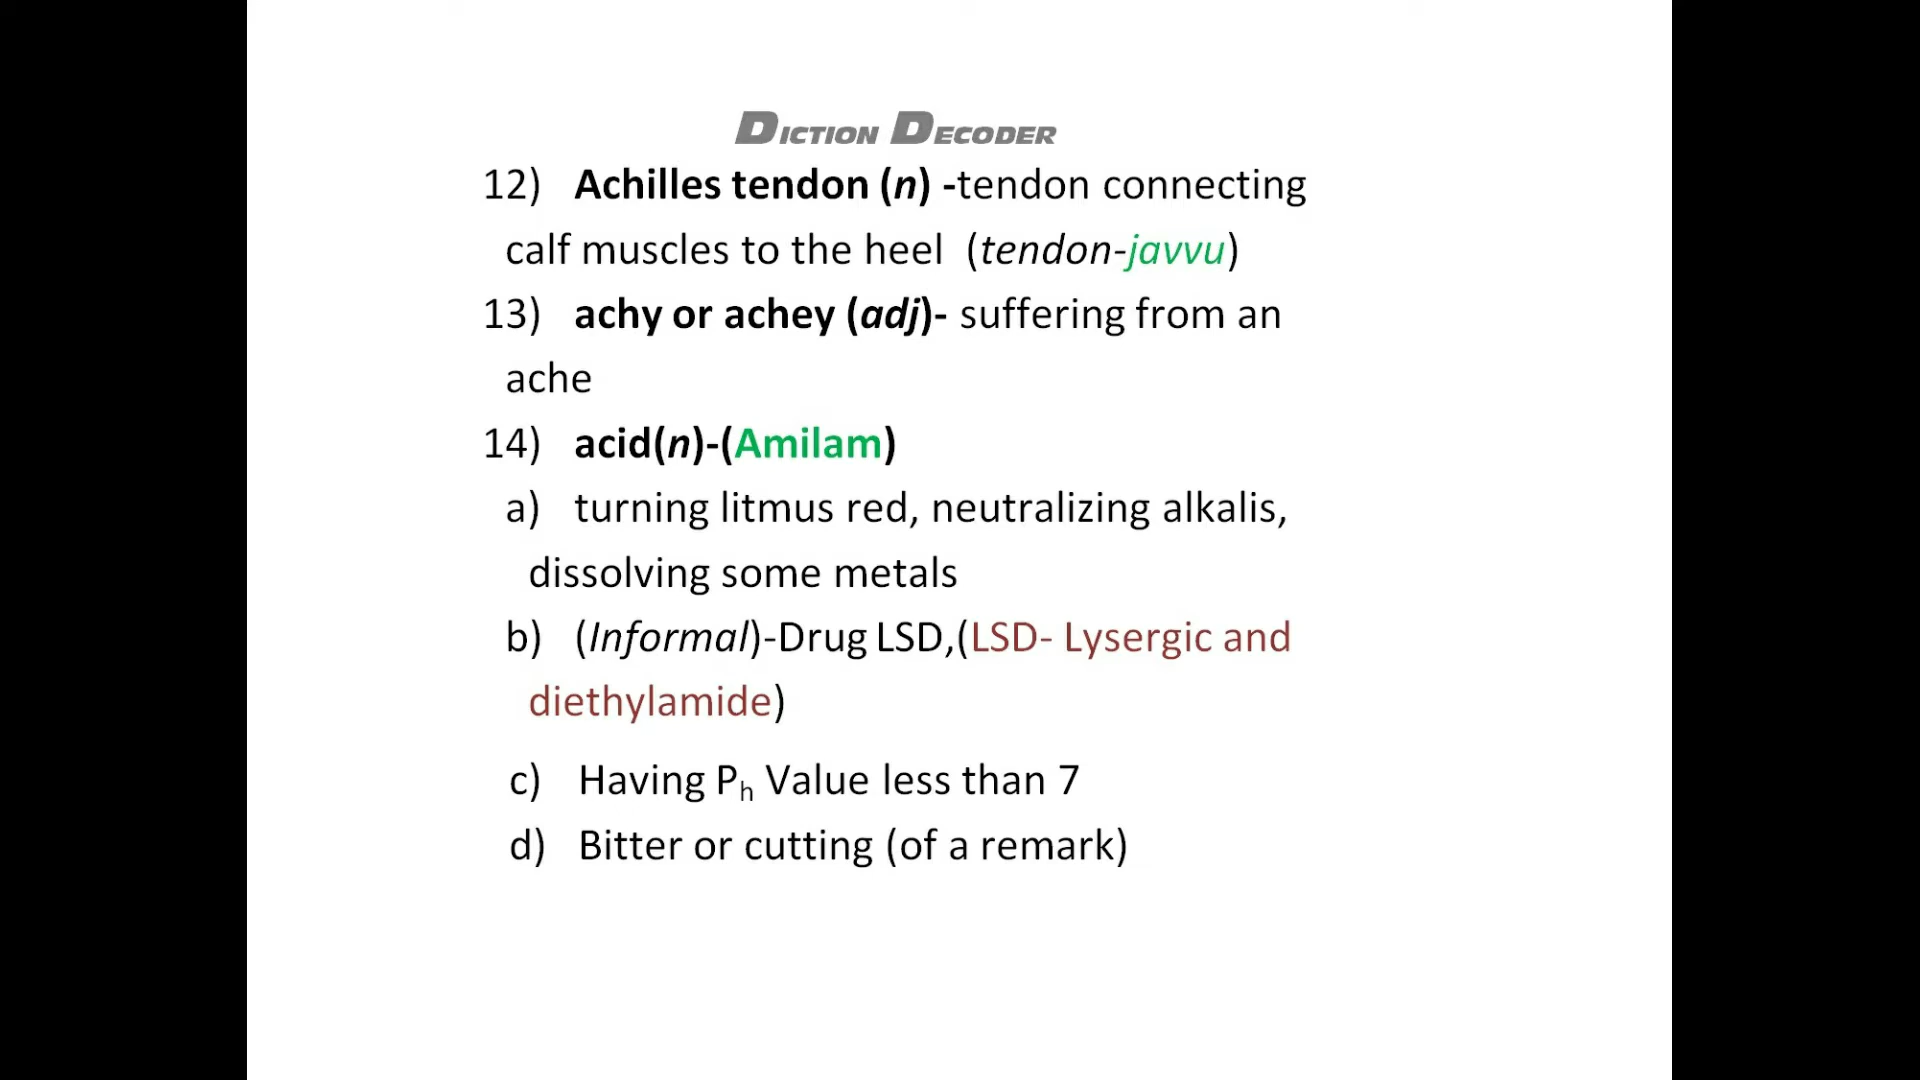 DICTION DECODER
12) Achilles tendon (n) -tendon connecting
calf muscles to the heel (tendon-javvu)
13) achy or achey (adj)- suffering from an
ache
14) acid(n)-(Amilam)
a) turning litmus red, neutralizing alkalis,
dissolving some metals
b) (Informal)-Drug LSD,(LSD- Lysergic and
diethylamide)
c) Having Ph Value less than 7
d) Bitter or cutting (of a remark)